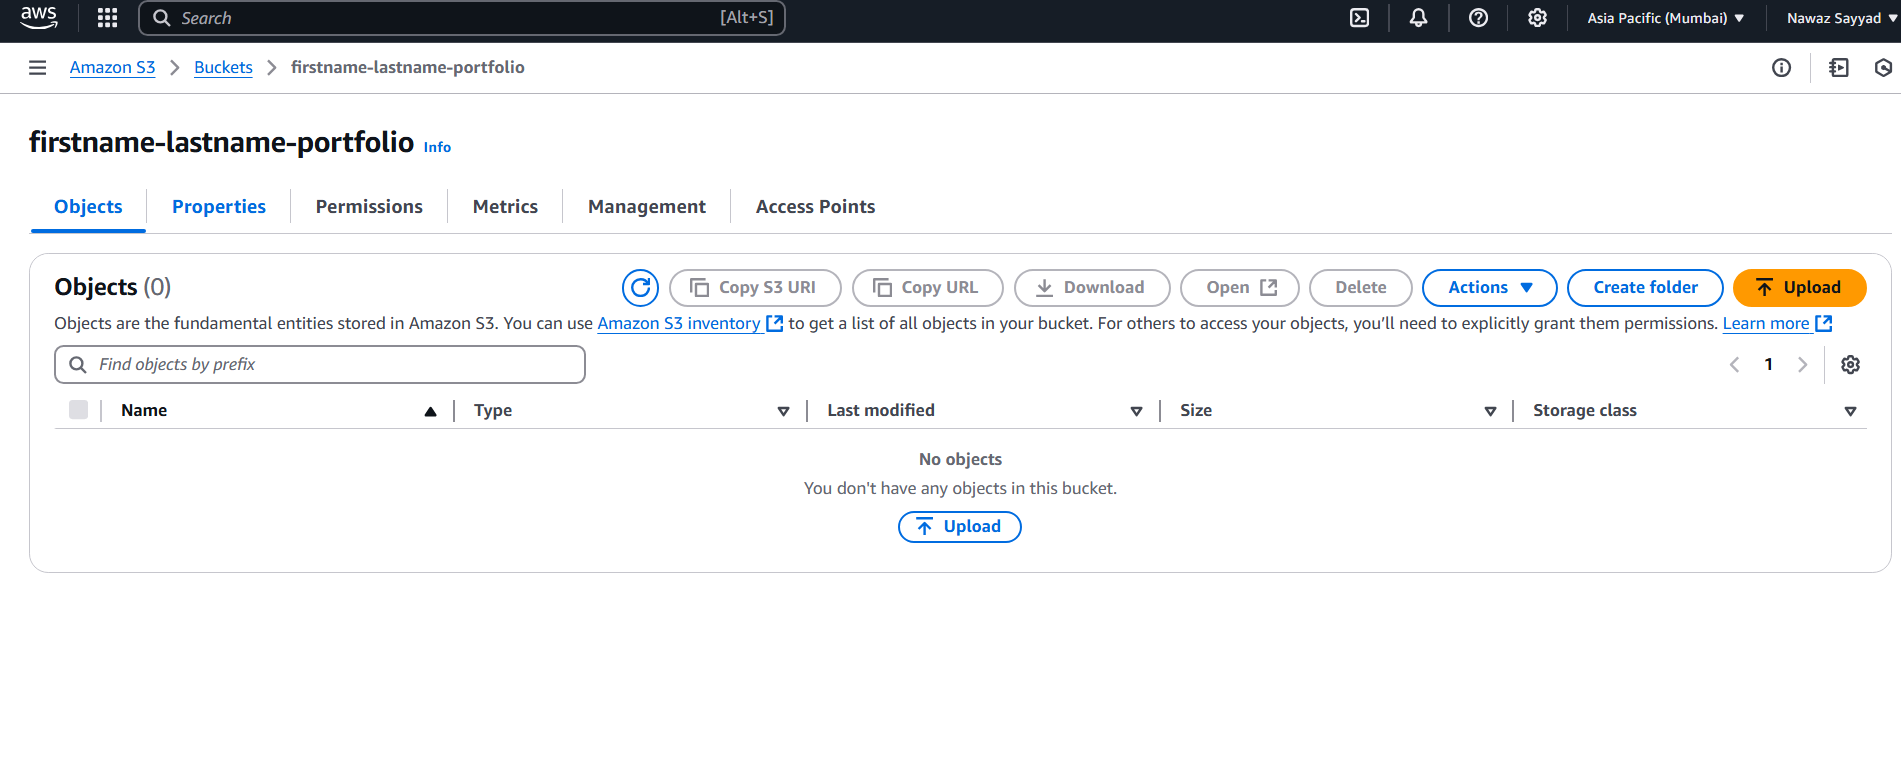 aws
Search [Alt+S]
Asia Pacific (Mumbai)
Nawaz Sayyad
Amazon S3 > Buckets > firstname-lastname-portfolio
firstname-lastname-portfolio Info
Objects
Properties
Permissions
Metrics
Management
Access Points
Objects (0)
Copy S3 URI
Copy URL
Download
Open
Delete
Actions
Create folder
Upload
Objects are the fundamental entities stored in Amazon S3. You can use Amazon S3 inventory to get a list of all objects in your bucket. For others to access your objects, you’ll need to explicitly grant them permissions. Learn more
Find objects by prefix
1
Name
Type
Last modified
Size
Storage class
No objects
You don't have any objects in this bucket.
Upload